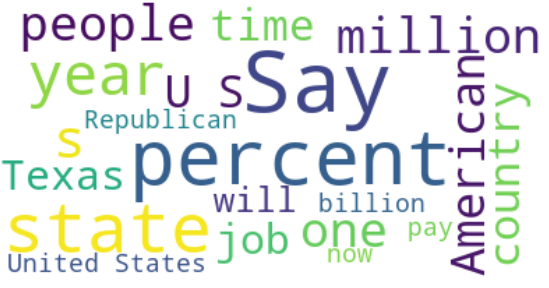 people time million
year U S Say American country
Republican
s
Texas percent
will billion
state job one pay
now
United States